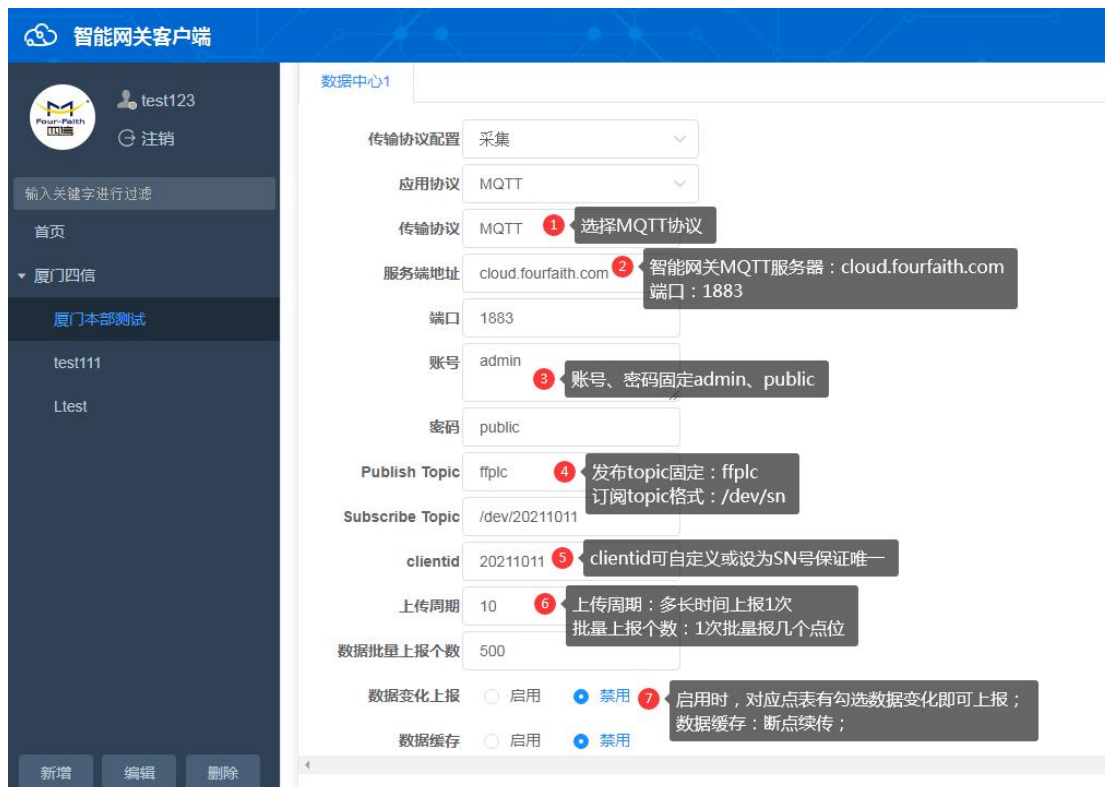 智能网关客户端
Four-Faith
四信
test123
注销
输入关键字进行过滤
首页
厦门四信
厦门本部测试
test111
Ltest
新增
编辑
删除
数据中心1
传输协议配置 采集
应用协议 MQTT
传输协议 MQTT 1 选择MQTT协议
服务端地址 cloud.fourfaith.com 2 智能网关MQTT服务器：cloud.fourfaith.com
端口：1883
端口 1883
账号 admin
3 账号、密码固定admin、public
密码 public
Publish Topic ffplc 4 发布topic固定：ffplc
订阅topic格式：/dev/sn
Subscribe Topic /dev/20211011
clientid 20211011 5 clientid可自定义或设为SN号保证唯一
上传周期 10 6 上传周期：多长时间上报1次
批量上报个数：1次批量报几个点位
数据批量上报个数 500
数据变化上报 启用 禁用 7 启用时，对应点表有勾选数据变化即可上报；
数据缓存：断点续传；
数据缓存 启用 禁用